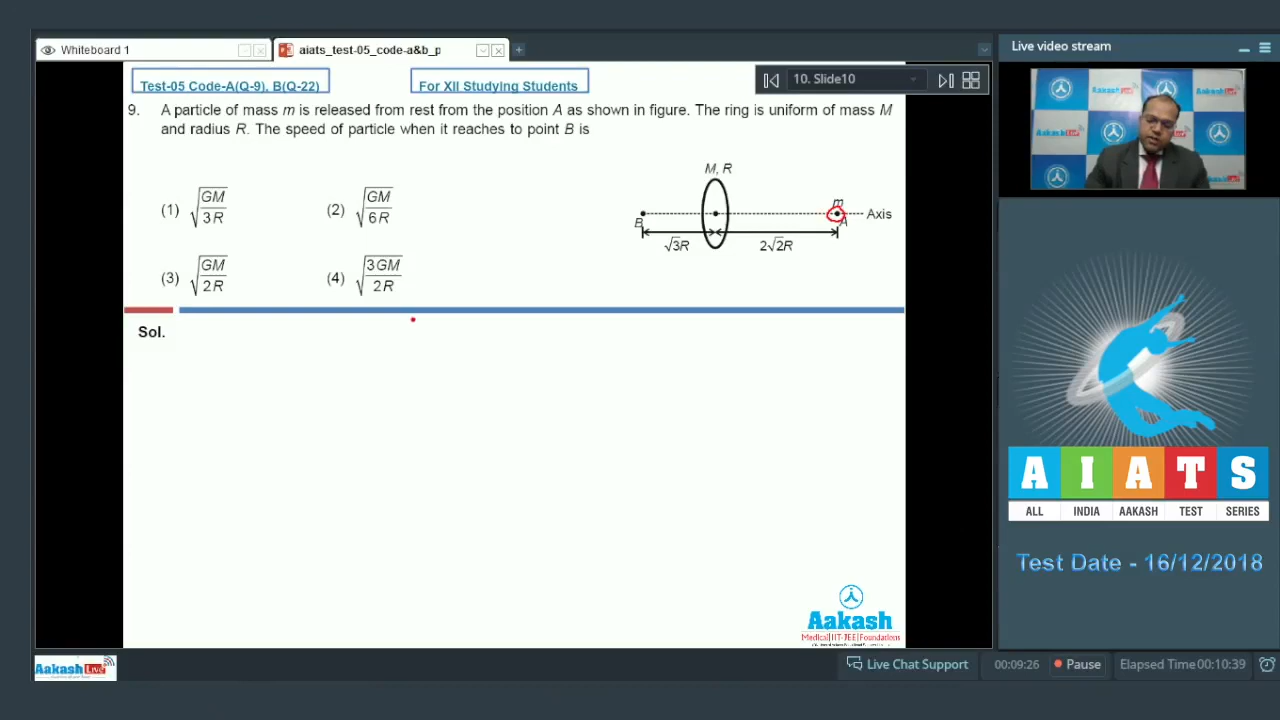 Whiteboard 1
aiats_test-05_code-a&b_p
Live video stream
Test-05 Code-A(Q-9), B(Q-22)
For XII Studying Students
10. Slide10
9. A particle of mass m is released from rest from the position A as shown in figure. The ring is uniform of mass M
and radius R. The speed of particle when it reaches to point B is
M, R
m
B
A
Axis
√3R
2√2R
(1) √(GM/3R)
(2) √(GM/6R)
(3) √(GM/2R)
(4) √(3GM/2R)
Sol.
A I A T S
ALL INDIA AAKASH TEST SERIES
Test Date - 16/12/2018
Aakash
Medical|IIT-JEE|Foundations
Aakash Live
Live Chat Support
00:09:26
Pause
Elapsed Time 00:10:39